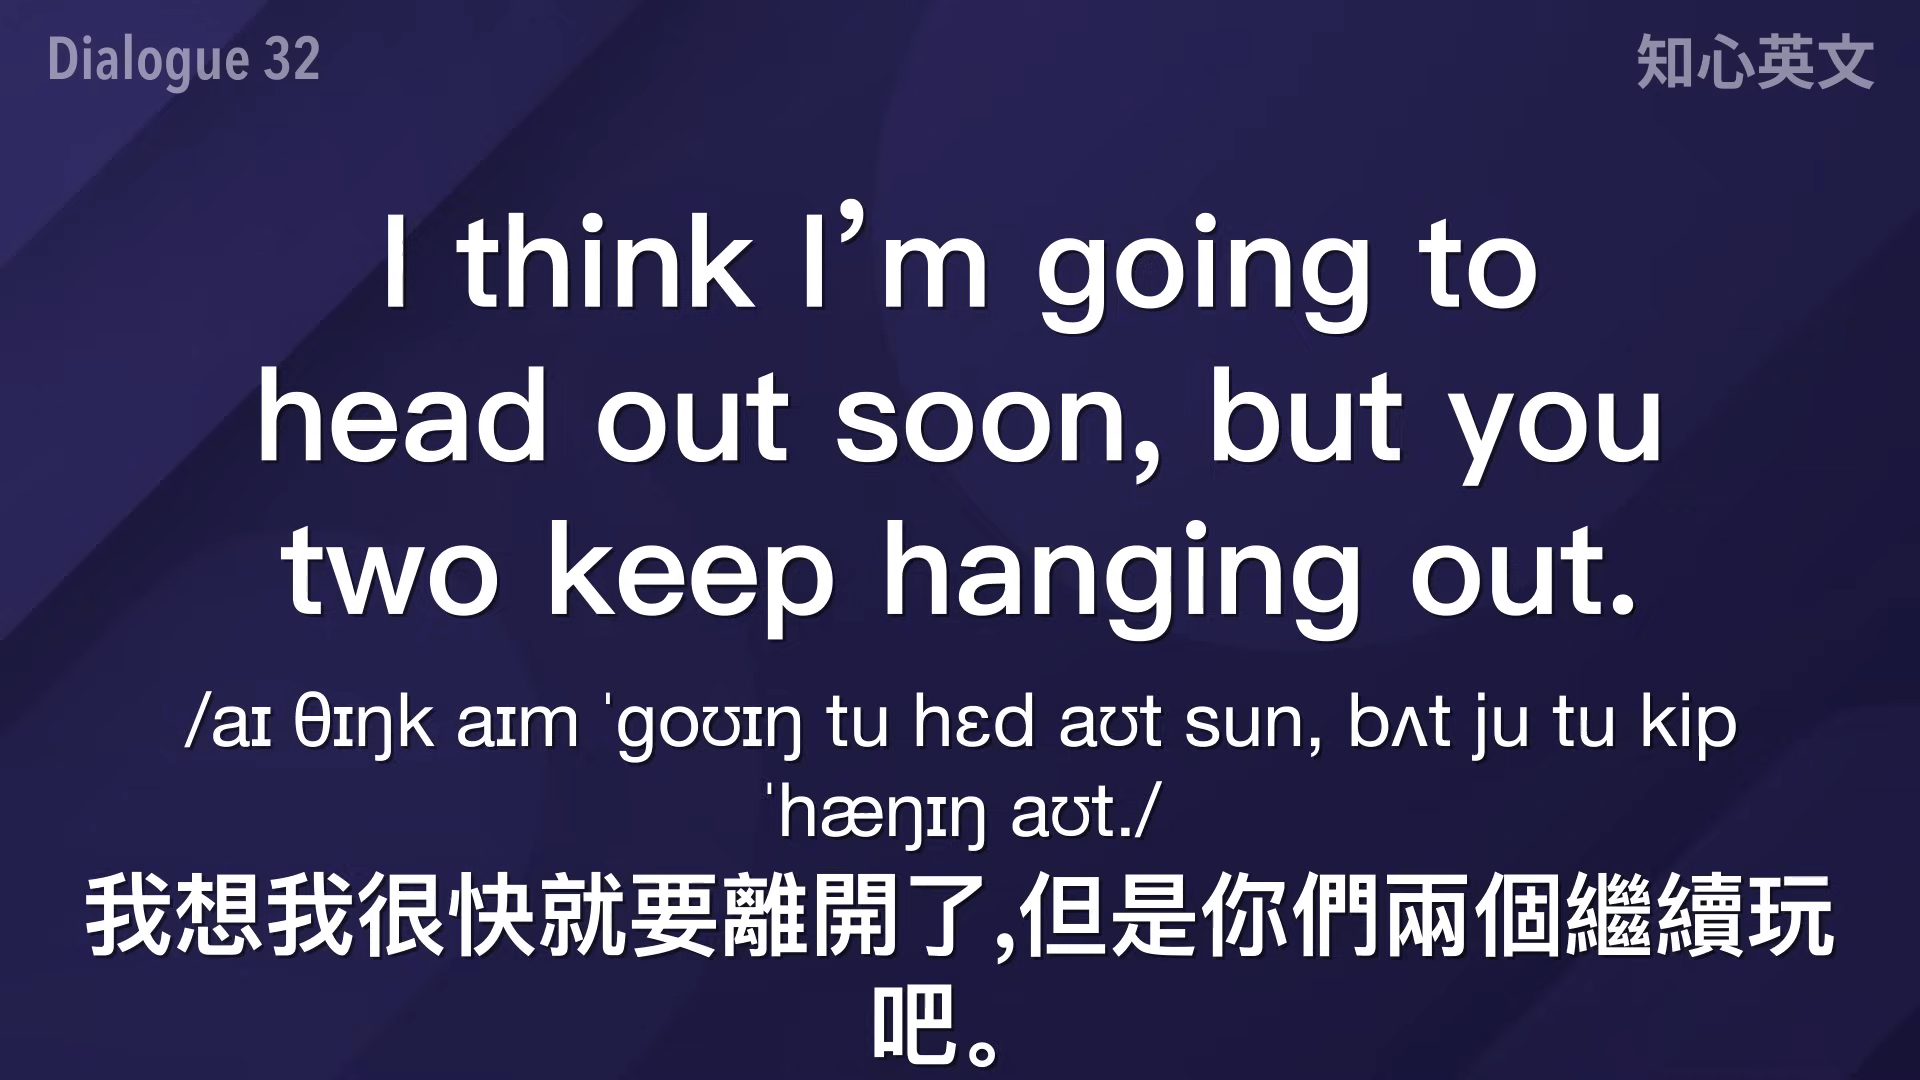 Dialogue 32
知心英文
I think I’m going to
head out soon, but you
two keep hanging out.
/aɪ θɪŋk aɪm ˈɡoʊɪŋ tu hɛd aʊt sun, bʌt ju tu kip
ˈhæŋɪŋ aʊt./
我想我很快就要離開了,但是你們兩個繼續玩
吧。